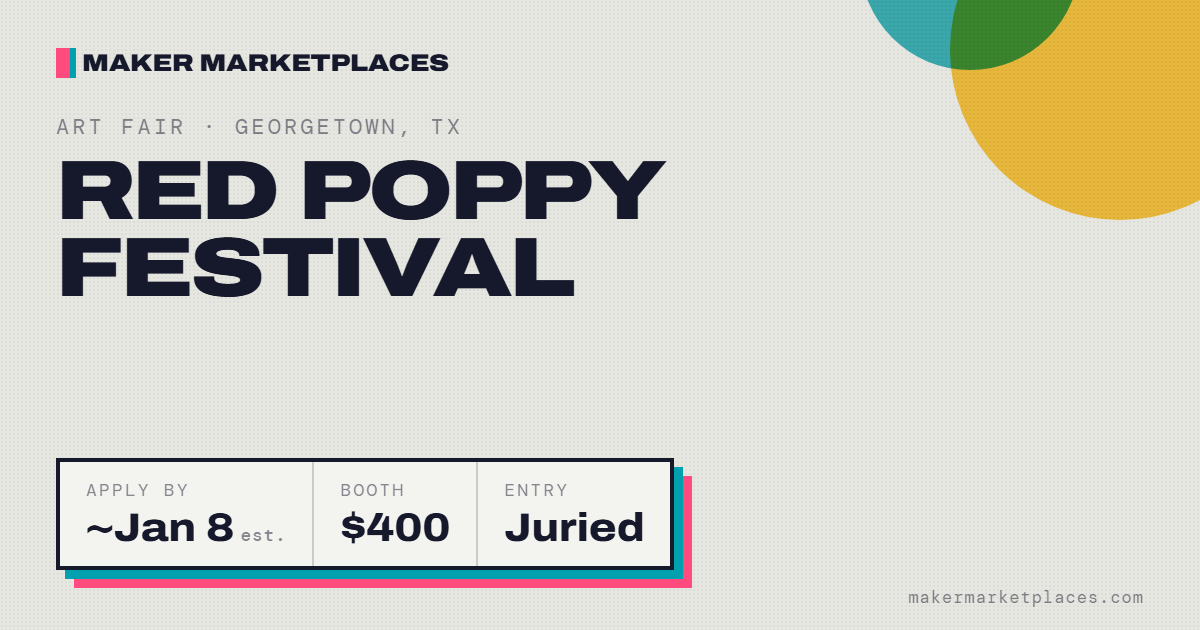 MAKER MARKETPLACES
ART FAIR · GEORGETOWN, TX
RED POPPY
FESTIVAL
APPLY BY
~Jan 8 est.
BOOTH
$400
ENTRY
Juried
makermarketplaces.com